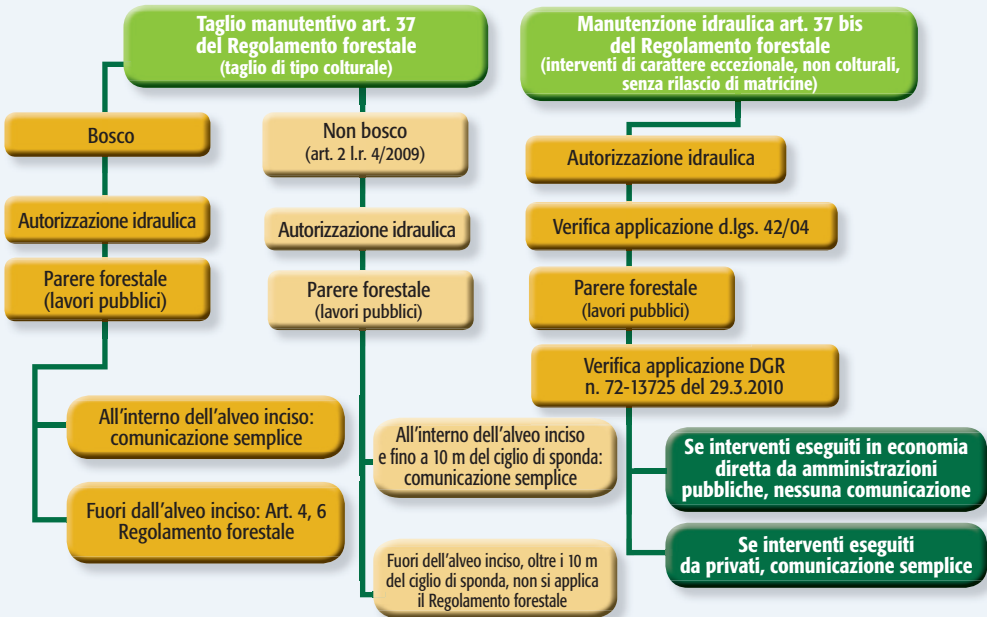 Taglio manutentivo art. 37
del Regolamento forestale
(taglio di tipo colturale)
Bosco
Autorizzazione idraulica
Parere forestale
(lavori pubblici)
All'interno dell'alveo inciso:
comunicazione semplice
Fuori dall'alveo inciso: Art. 4, 6
Regolamento forestale
Non bosco
(art. 2 l.r. 4/2009)
Autorizzazione idraulica
Parere forestale
(lavori pubblici)
All'interno dell'alveo inciso
e fino a 10 m del ciglio di sponda:
comunicazione semplice
Fuori dell'alveo inciso, oltre i 10 m
del ciglio di sponda, non si applica
il Regolamento forestale
Manutenzione idraulica art. 37 bis
del Regolamento forestale
(interventi di carattere eccezionale, non colturali,
senza rilascio di matricine)
Autorizzazione idraulica
Verifica applicazione d.lgs. 42/04
Parere forestale
(lavori pubblici)
Verifica applicazione DGR
n. 72-13725 del 29.3.2010
Se interventi eseguiti in economia
diretta da amministrazioni
pubbliche, nessuna comunicazione
Se interventi eseguiti
da privati, comunicazione semplice